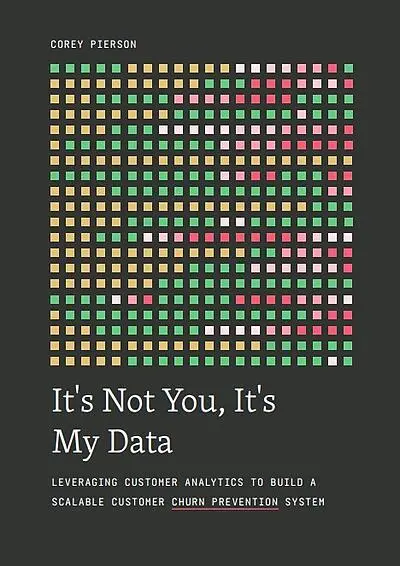 COREY PIERSON
It's Not You, It's
My Data
LEVERAGING CUSTOMER ANALYTICS TO BUILD A
SCALABLE CUSTOMER CHURN PREVENTION SYSTEM